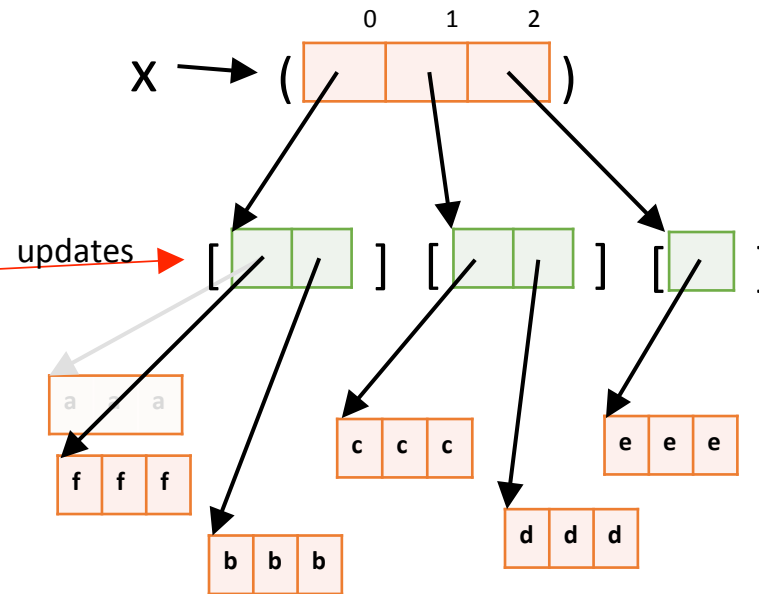 0 1 2
X ( )
updates [ ] [ ] [ ]
a a a
c c c
e e e
f f f
d d d
b b b